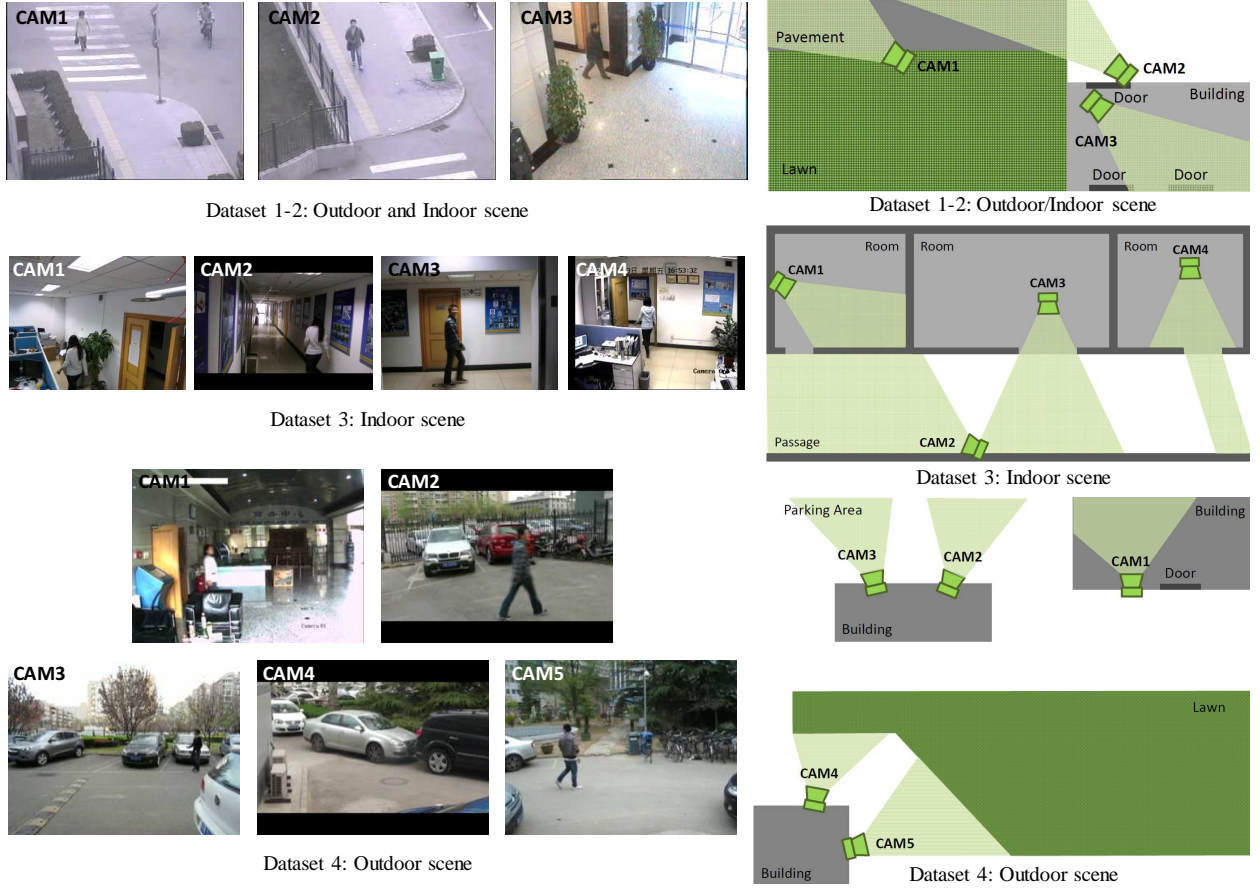 CAM1
CAM2
CAM3
Dataset 1-2: Outdoor and Indoor scene
Pavement
CAM1
CAM2
Door
Building
CAM3
Lawn
Door
Door
Dataset 1-2: Outdoor/Indoor scene
CAM1
CAM2
CAM3
CAM4
16:53:32
Dataset 3: Indoor scene
Room
Room
Room
CAM1
CAM3
CAM4
CAM2
Passage
Dataset 3: Indoor scene
CAM1
CAM2
CAM3
CAM4
CAM5
Dataset 4: Outdoor scene
Parking Area
CAM3
CAM2
Building
Building
CAM1
Door
Lawn
CAM4
CAM5
Building
Dataset 4: Outdoor scene